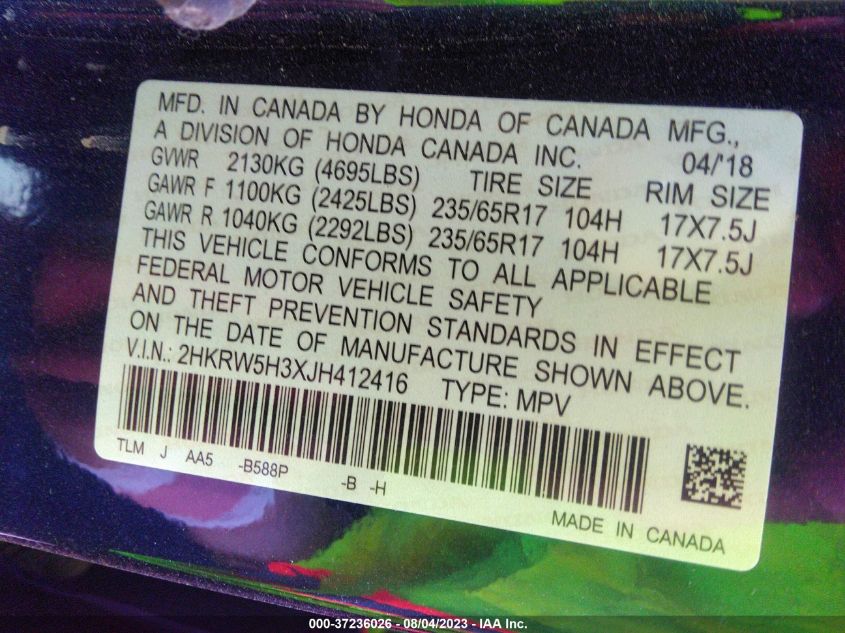 MFD. IN CANADA BY HONDA OF CANADA MFG.,
A DIVISION OF HONDA CANADA INC. 04/'18
GVWR 2130KG (4695LBS) TIRE SIZE RIM SIZE
GAWR F 1100KG (2425LBS) 235/65R17 104H 17X7.5J
GAWR R 1040KG (2292LBS) 235/65R17 104H 17X7.5J
THIS VEHICLE CONFORMS TO ALL APPLICABLE
FEDERAL MOTOR VEHICLE SAFETY
AND THEFT PREVENTION STANDARDS IN EFFECT
ON THE DATE OF MANUFACTURE SHOWN ABOVE.
V.I.N.: 2HKRW5H3XJH412416 TYPE: MPV
TLM J AA5 -B588P -B -H
MADE IN CANADA
000-37236026 - 08/04/2023 - IAA Inc.